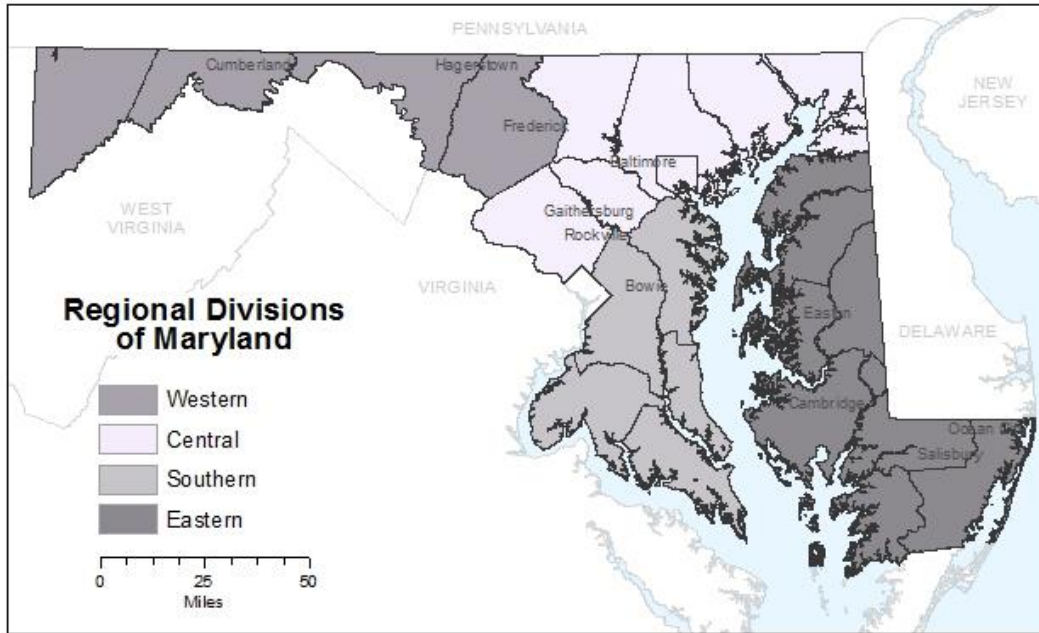 PENNSYLVANIA
Cumberland
Hagerstown
NEW
JERSEY
Frederick
Baltimore
WEST
VIRGINIA
Gaithersburg
Rockville
VIRGINIA
Bowie
Regional Divisions
of Maryland
Easton
DELAWARE
Western
Cambridge
Central
Ocean
Salisbury
Southern
Eastern
0 25 50
Miles